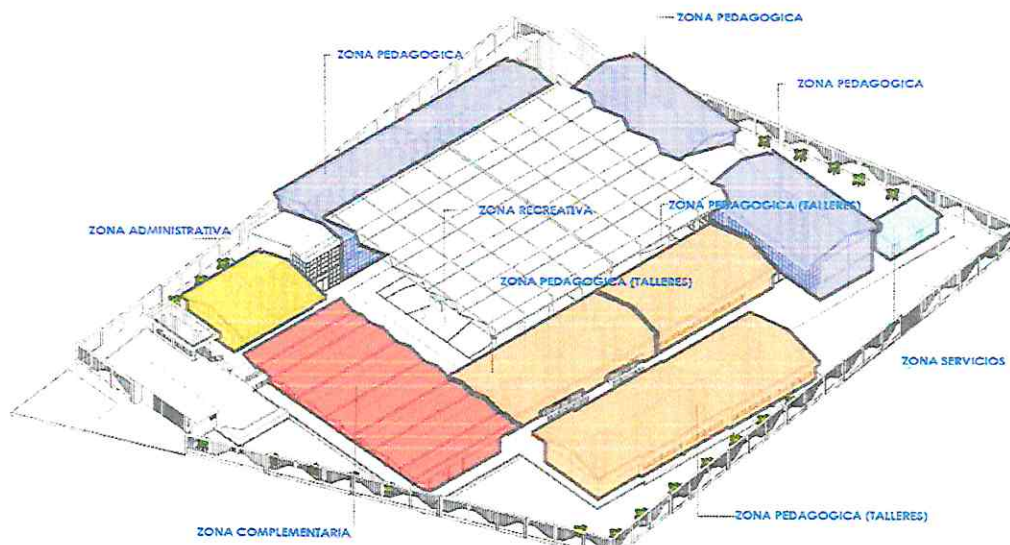 ZONA PEDAGOGICA
ZONA PEDAGOGICA
ZONA PEDAGOGICA
ZONA PEDAGOGICA (TALLERES)
ZONA RECREATIVA
ZONA ADMINISTRATIVA
ZONA PEDAGOGICA (TALLERES)
ZONA SERVICIOS
ZONA PEDAGOGICA (TALLERES)
ZONA COMPLEMENTARIA